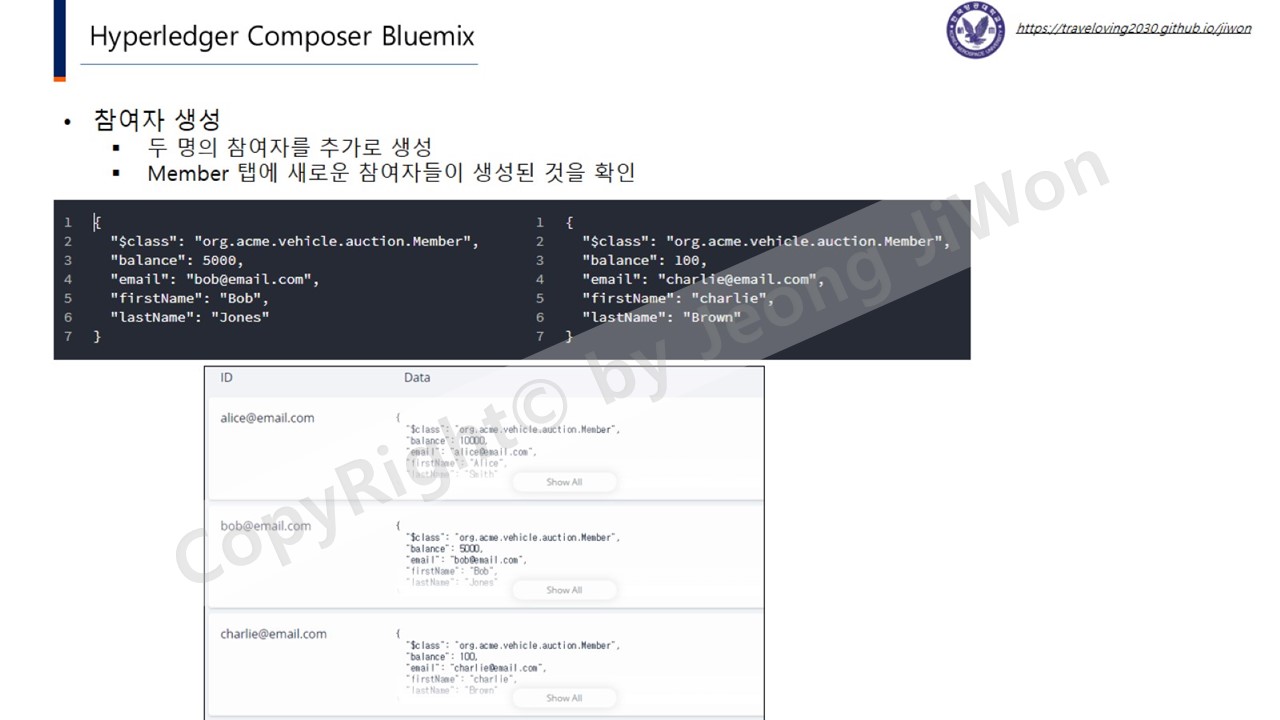 Hyperledger Composer Bluemix
https://traveloving2030.github.io/jiwon
• 참여자 생성
▪ 두 명의 참여자를 추가로 생성
▪ Member 탭에 새로운 참여자들이 생성된 것을 확인
1 {
2 "$class": "org.acme.vehicle.auction.Member",
3 "balance": 5000,
4 "email": "bob@email.com",
5 "firstName": "Bob",
6 "lastName": "Jones"
7 }
1 {
2 "$class": "org.acme.vehicle.auction.Member",
3 "balance": 100,
4 "email": "charlie@email.com",
5 "firstName": "charlie",
6 "lastName": "Brown"
7 }
ID Data
alice@email.com {
"$class": "org.acme.vehicle.auction.Member",
"balance": 10000,
"email": "alice@email.com",
"firstName": "Alice",
"lastName": "Smith"
Show All
bob@email.com {
"$class": "org.acme.vehicle.auction.Member",
"balance": 5000,
"email": "bob@email.com",
"firstName": "Bob",
"lastName": "Jones"
Show All
charlie@email.com {
"$class": "org.acme.vehicle.auction.Member",
"balance": 100,
"email": "charlie@email.com",
"firstName": "charlie",
"lastName": "Brown"
Show All
CopyRight© by Jeong JiWon